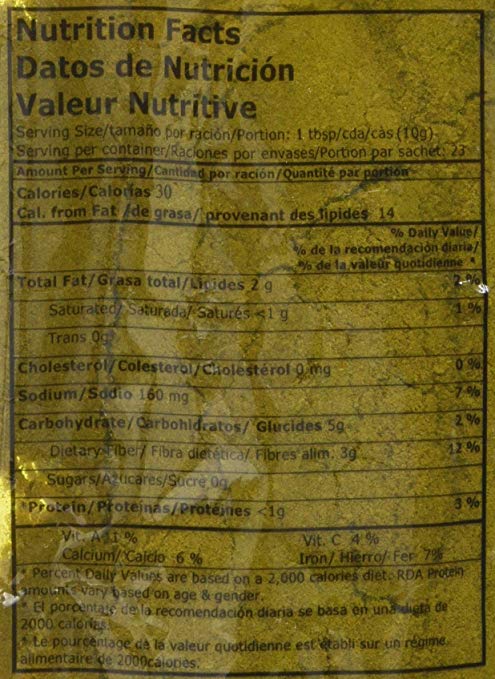 Nutrition Facts
Datos de Nutrición
Valeur Nutritive
Serving Size/tamaño por ración/Portion: 1 tbsp/cda/càs (10g)
Serving per container/Raciones por envases/Portion par sachet: 23
Amount Per Serving/Cantidad por ración/Quantité par portion
Calories/Calorías 30
Cal. from Fat /de grasa/ provenant des lipides 14
% Daily Value/
% de la recomendación diaria/
% de la valeur quotidienne *
Total Fat/Grasa total/Lipides 2 g 2 %
Saturated/ Saturada/ Saturés <1 g 1 %
Trans 0g
Cholesterol/Colesterol/Cholestérol 0 mg 0 %
Sodium/Sodio 160 mg 7 %
Carbohydrate/Carbohidratos/ Glucides 5g 2 %
Dietary Fiber/ Fibra dietética/ Fibres alim. 3g 12 %
Sugars/Azúcares/Sucre 0g
*Protein/Proteínas/Protéines <1g 3 %
Vit. A 1 % Vit. C 4 %
Calcium/ Calcio 6 % Iron/ Hierro/ Fer 7%
* Percent Daily Values are based on a 2,000 calories diet. RDA Protein
amounts vary based on age & gender.
* El porcentaje de la recomendación diaria se basa en una dieta de
2000 calorías.
* Le pourcentage de la valeur quotidienne est établi sur un régime
alimentaire de 2000calories.